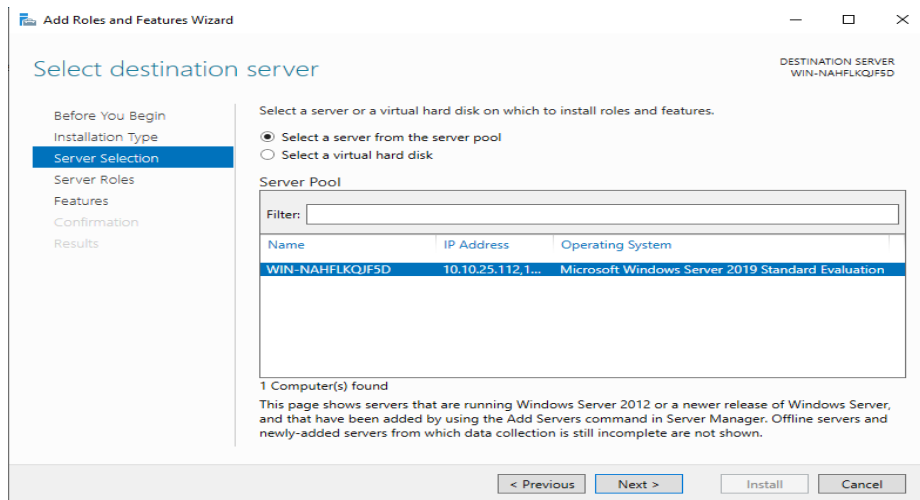 Add Roles and Features Wizard
Select destination server
DESTINATION SERVER
WIN-NAHFLKQJF5D
Before You Begin
Installation Type
Server Selection
Server Roles
Features
Confirmation
Results
Select a server or a virtual hard disk on which to install roles and features.
Select a server from the server pool
Select a virtual hard disk
Server Pool
Filter:
Name IP Address Operating System
WIN-NAHFLKQJF5D 10.10.25.112,1... Microsoft Windows Server 2019 Standard Evaluation
1 Computer(s) found
This page shows servers that are running Windows Server 2012 or a newer release of Windows Server,
and that have been added by using the Add Servers command in Server Manager. Offline servers and
newly-added servers from which data collection is still incomplete are not shown.
< Previous Next > Install Cancel